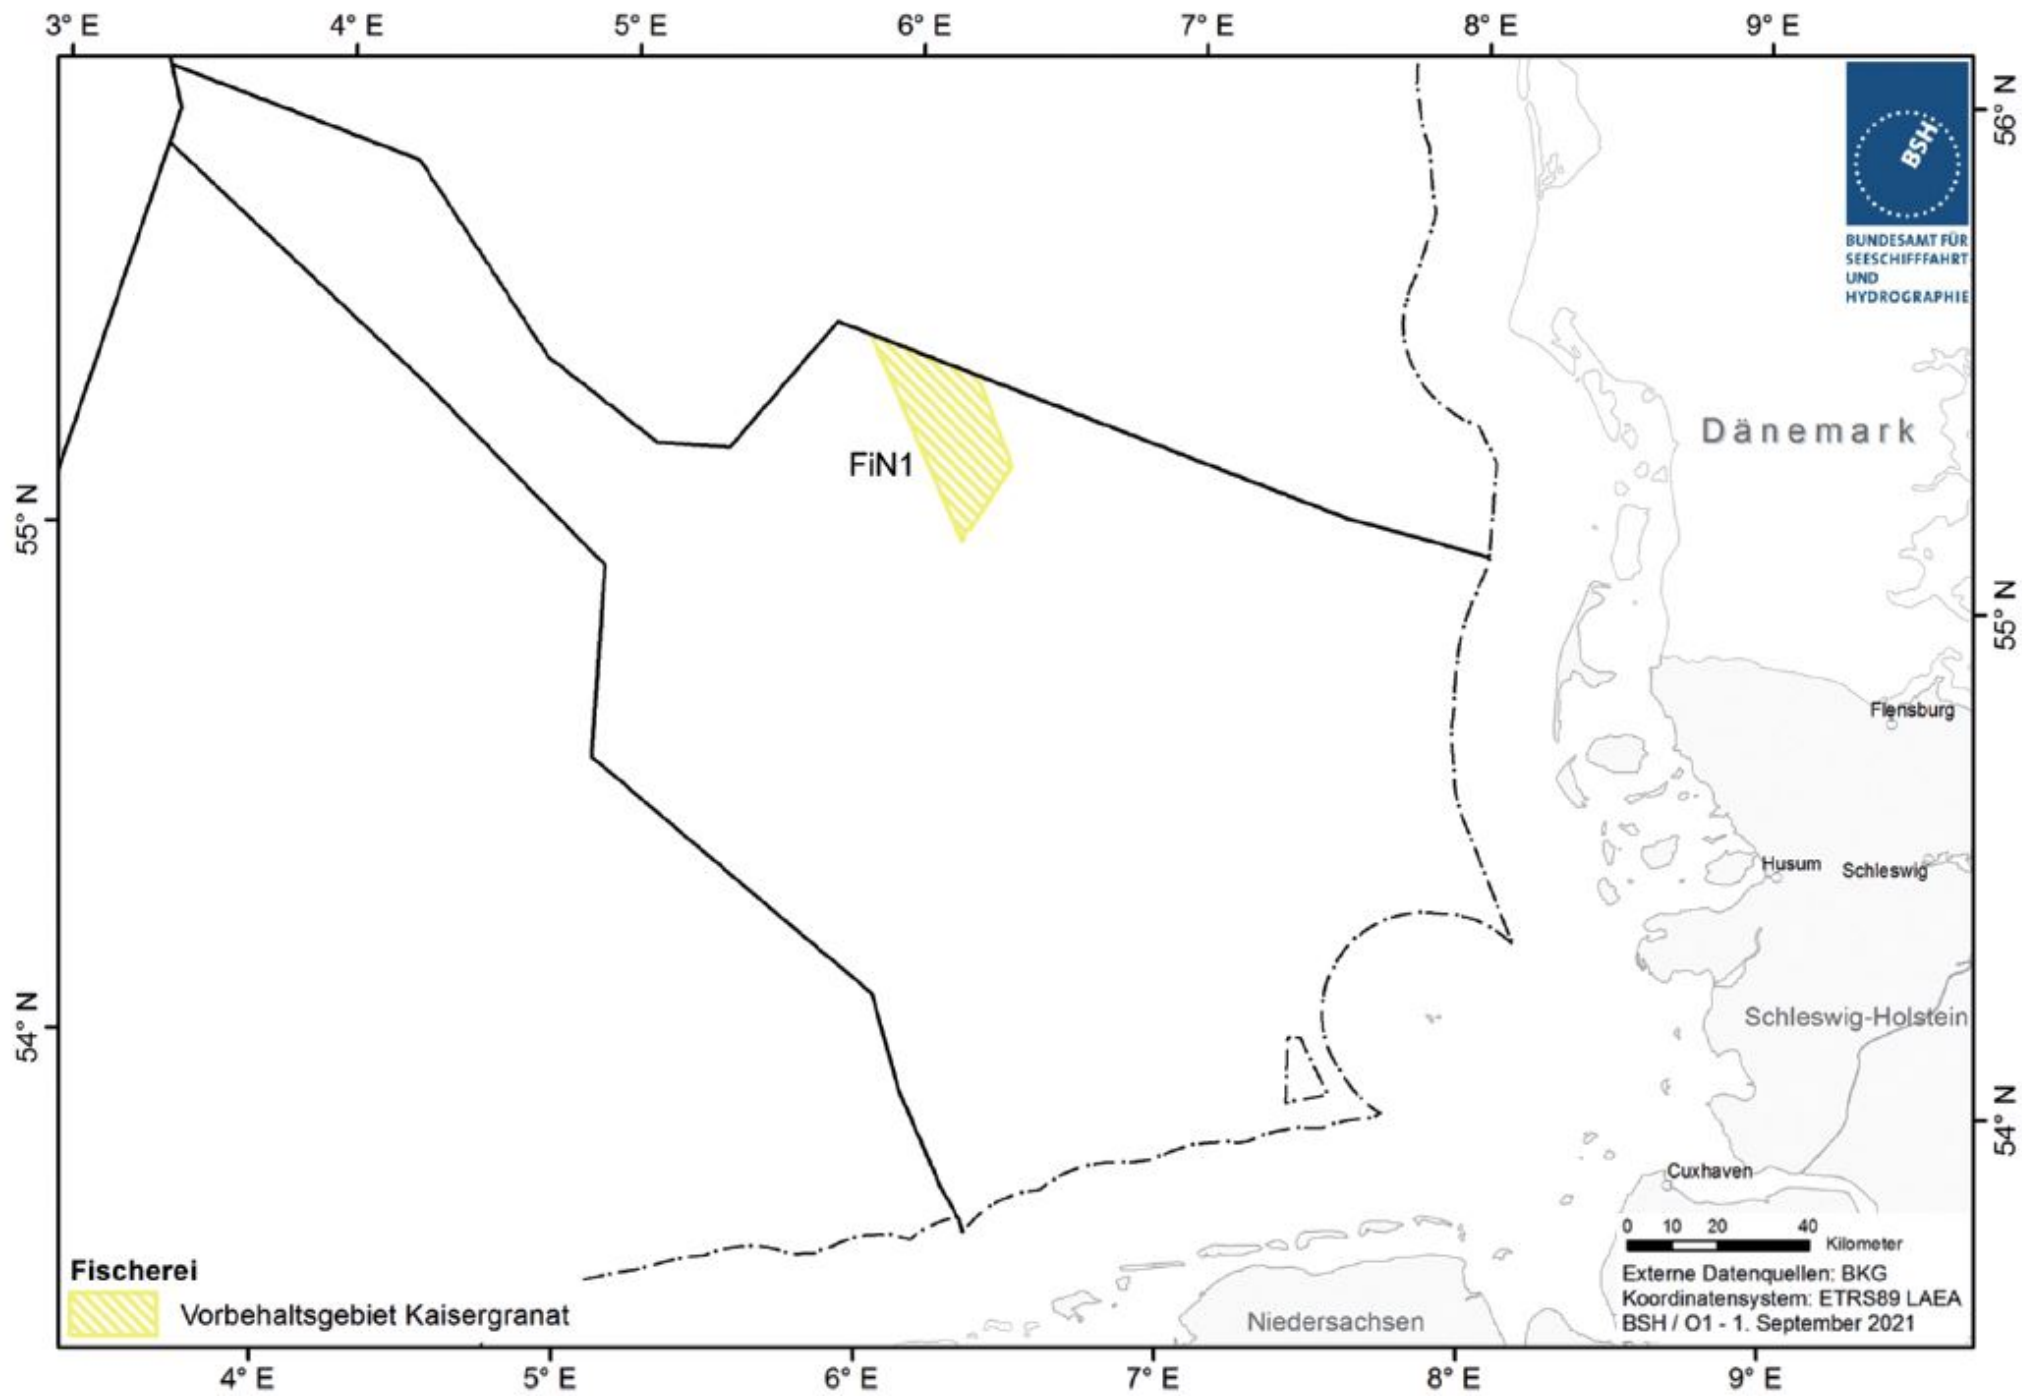 3° E 4° E 5° E 6° E 7° E 8° E 9° E
56° N
BSH
BUNDESAMT FÜR
SEESCHIFFFAHRT
UND
HYDROGRAPHIE
Dänemark
FiN1
55° N
55° N
Flensburg
Husum
Schleswig
54° N
Schleswig-Holstein
54° N
Cuxhaven
0 10 20 40
Kilometer
Fischerei
Vorbehaltsgebiet Kaisergranat
Niedersachsen
Externe Datenquellen: BKG
Koordinatensystem: ETRS89 LAEA
BSH / O1 - 1. September 2021
4° E 5° E 6° E 7° E 8° E 9° E